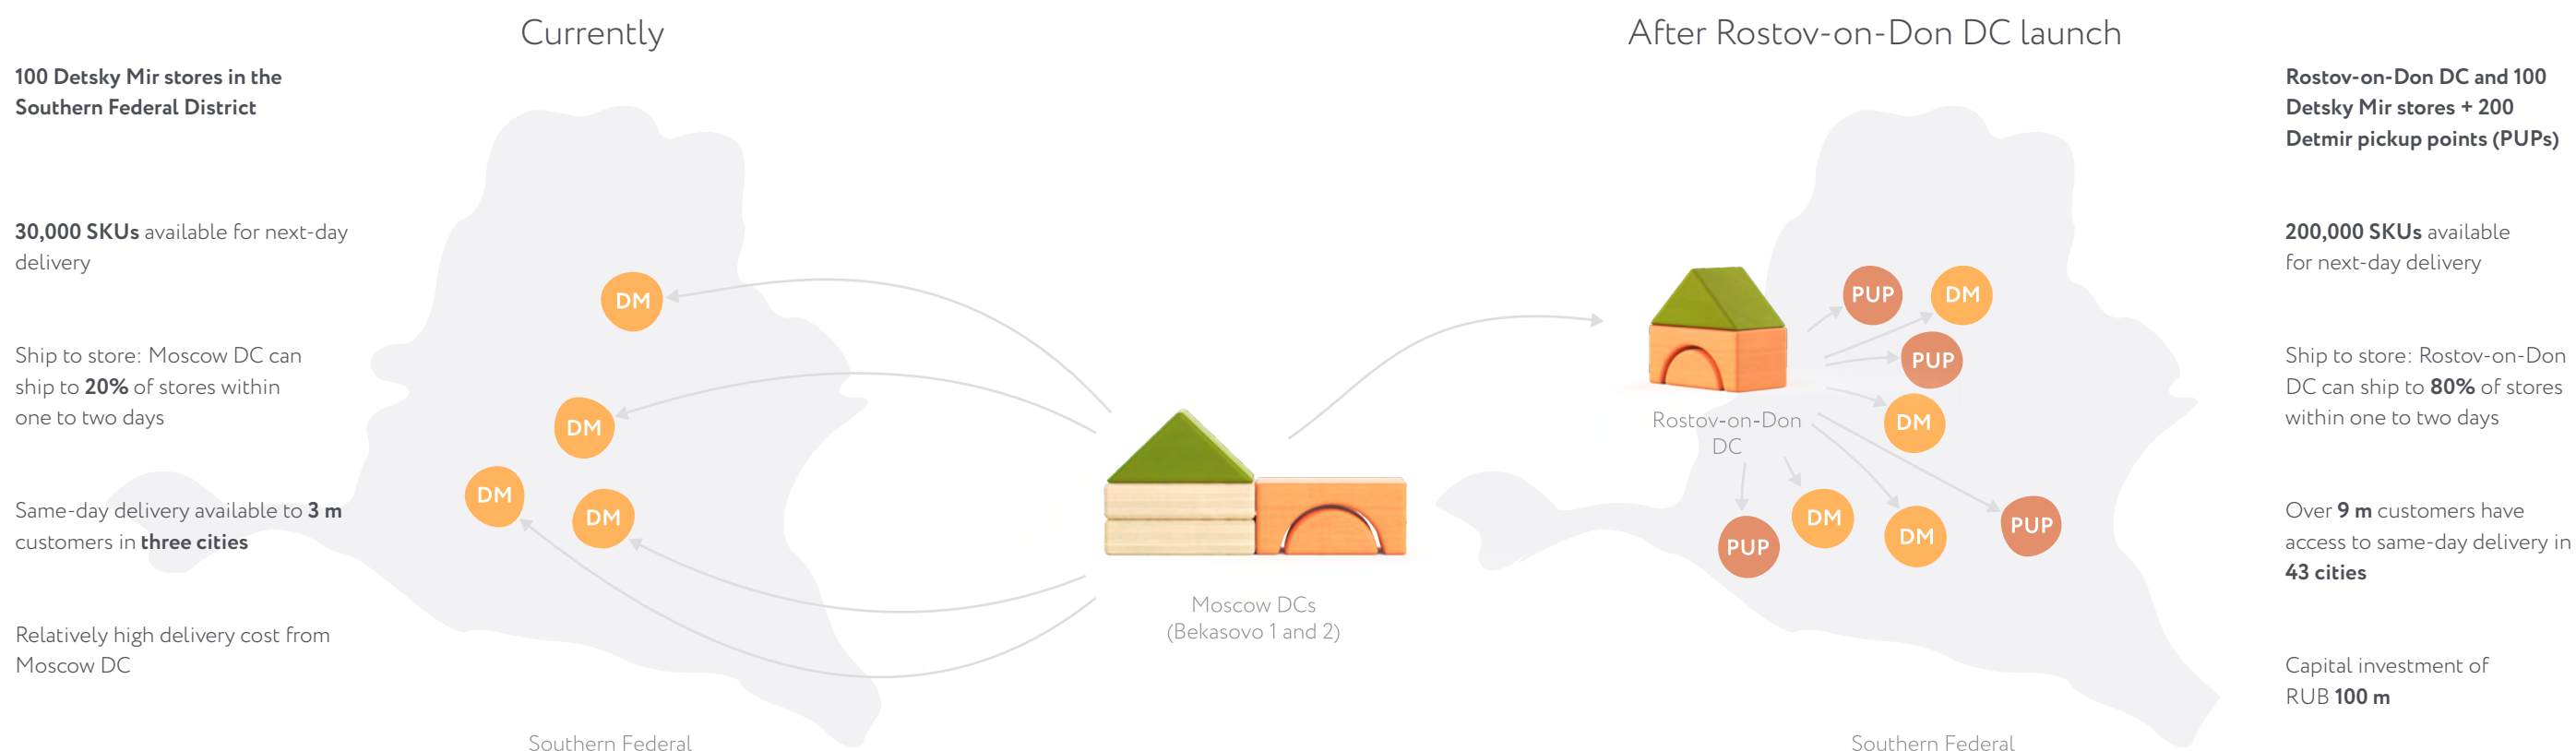 Currently
100 Detsky Mir stores in the
Southern Federal District
30,000 SKUs available for next-day
delivery
Ship to store: Moscow DC can
ship to 20% of stores within
one to two days
Same-day delivery available to 3 m
customers in three cities
Relatively high delivery cost from
Moscow DC
DM
DM
DM
DM
Southern Federal
Moscow DCs
(Bekasovo 1 and 2)
After Rostov-on-Don DC launch
Rostov-on-Don
DC
PUP
DM
PUP
DM
DM
DM
PUP
PUP
Southern Federal
Rostov-on-Don DC and 100
Detsky Mir stores + 200
Detmir pickup points (PUPs)
200,000 SKUs available
for next-day delivery
Ship to store: Rostov-on-Don
DC can ship to 80% of stores
within one to two days
Over 9 m customers have
access to same-day delivery in
43 cities
Capital investment of
RUB 100 m